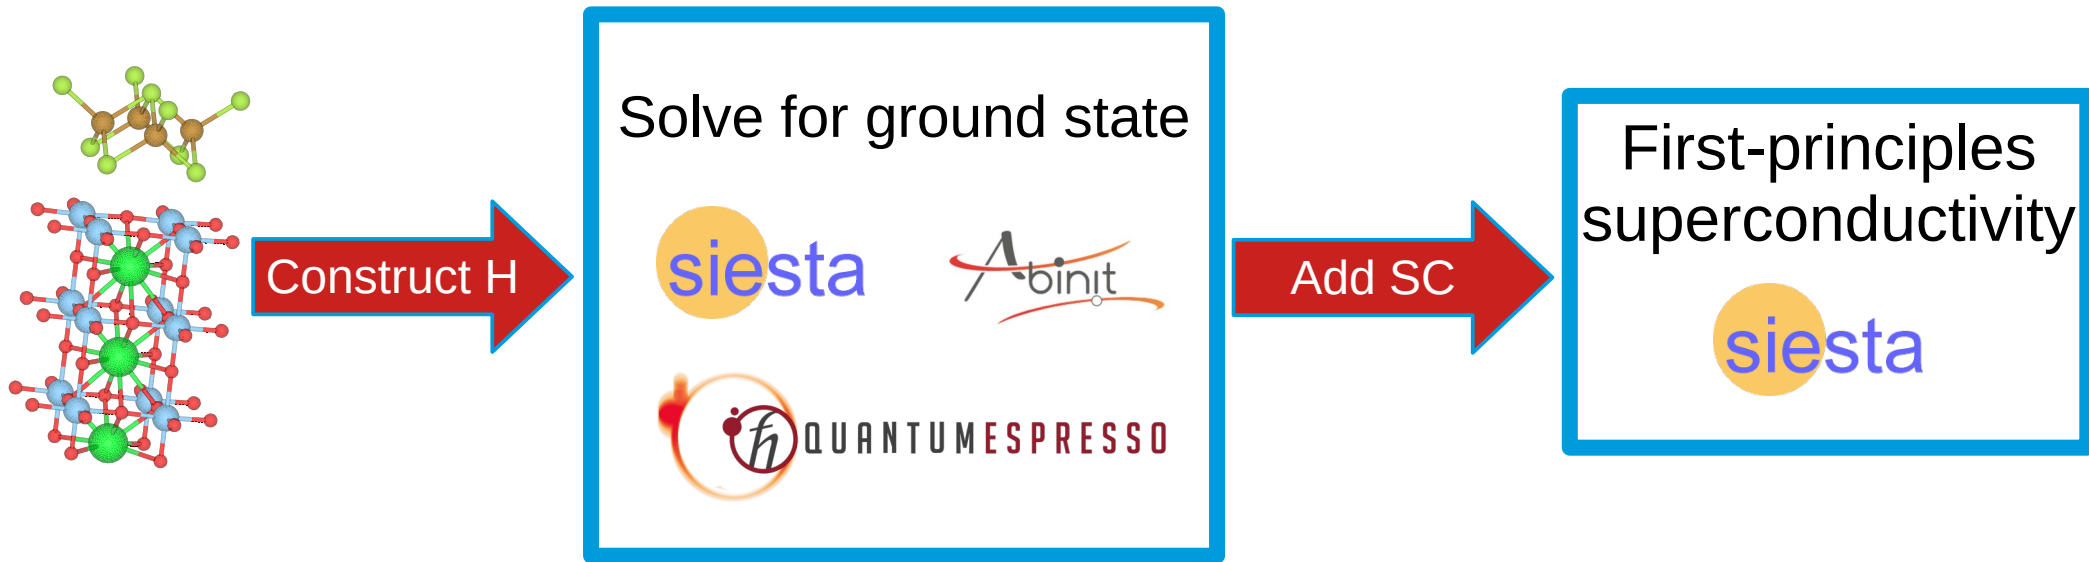 Construct H
Solve for ground state
siesta
Abinit
ħ QUANTUMESPRESSO
Add SC
First-principles
superconductivity
siesta